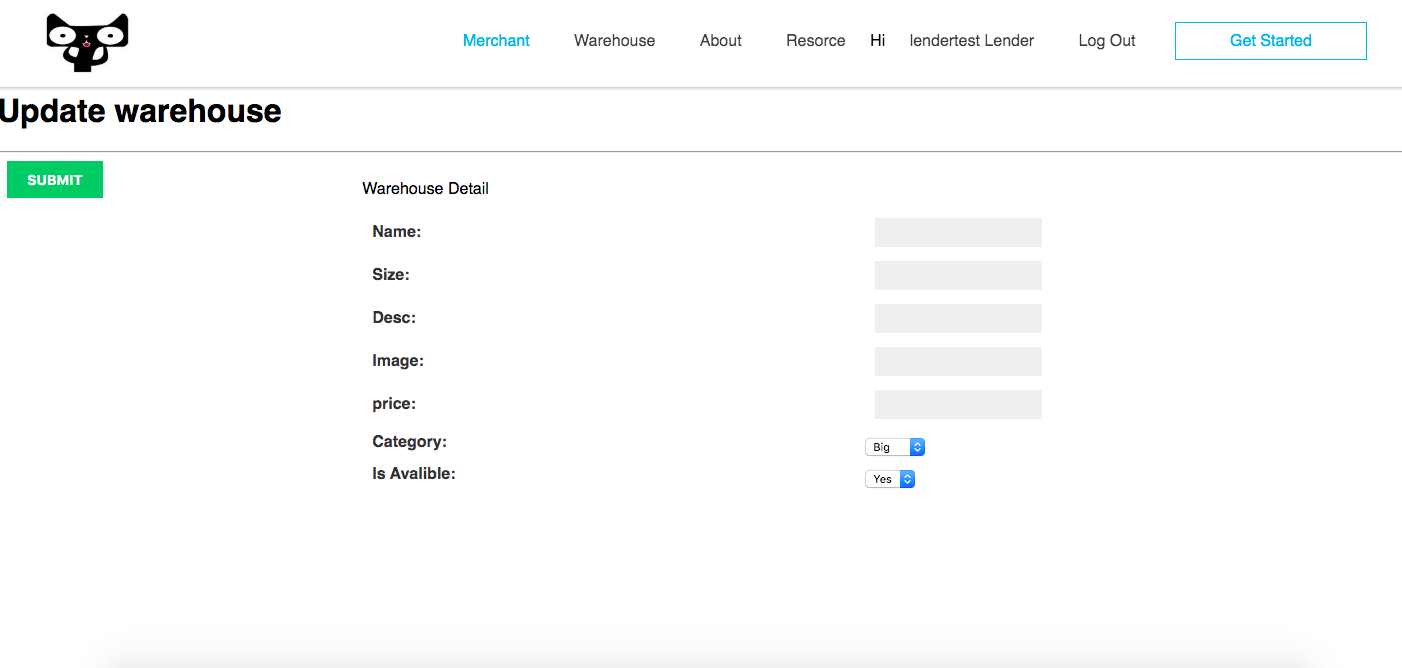 Merchant Warehouse About Resorce Hi lendertest Lender Log Out Get Started
Update warehouse
SUBMIT
Warehouse Detail
Name:
Size:
Desc:
Image:
price:
Category: Big
Is Avalible: Yes